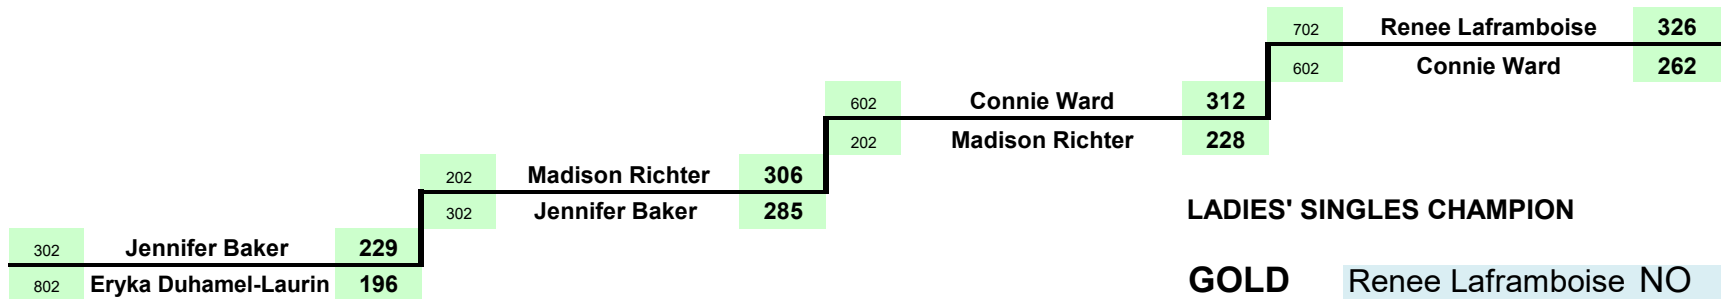 702 Renee Laframboise 326
602 Connie Ward 262
602 Connie Ward 312
202 Madison Richter 228
202 Madison Richter 306
302 Jennifer Baker 285
LADIES' SINGLES CHAMPION
302 Jennifer Baker 229
802 Eryka Duhamel-Laurin 196
GOLD Renee Laframboise NO